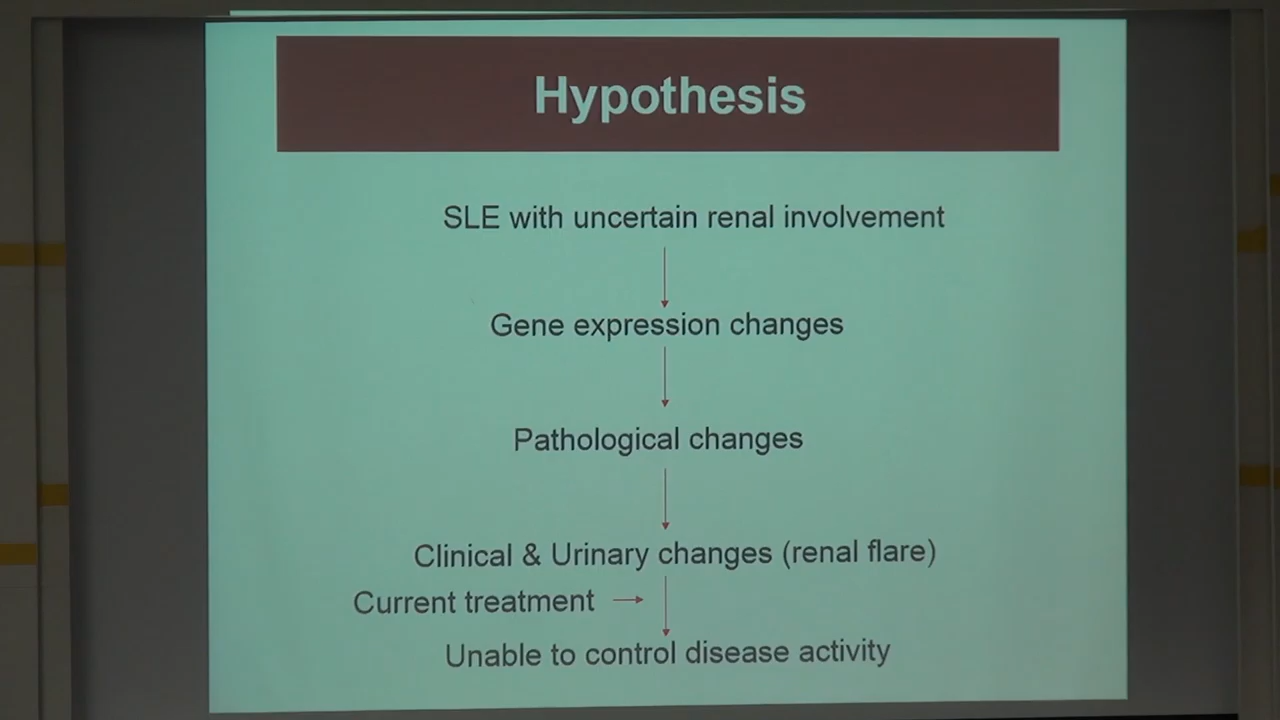 Hypothesis
SLE with uncertain renal involvement
Gene expression changes
Pathological changes
Clinical & Urinary changes (renal flare)
Current treatment
Unable to control disease activity